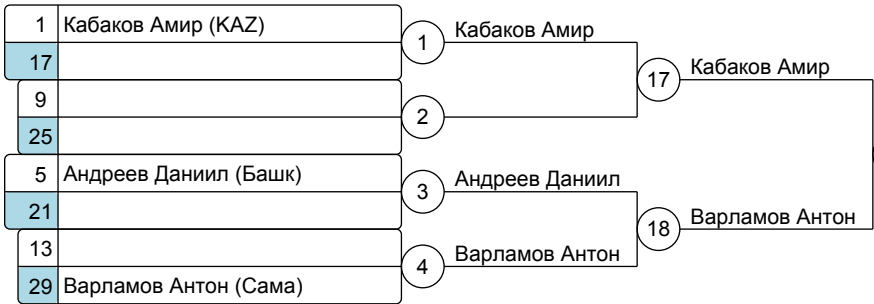 1 Кабаков Амир (KAZ)
17
1 Кабаков Амир
9
25
2
17 Кабаков Амир
5 Андреев Даниил (Башк)
21
3 Андреев Даниил
13
29 Варламов Антон (Сама)
4 Варламов Антон
18 Варламов Антон